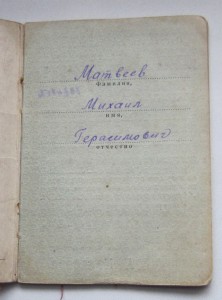 Матвеев
фамилия,
Михаил
имя,
Герасимович
отчество